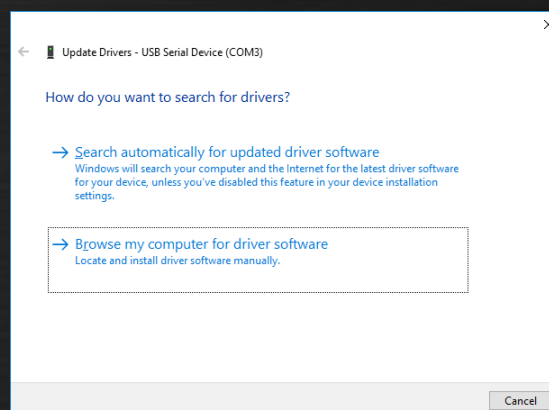 Update Drivers - USB Serial Device (COM3)
How do you want to search for drivers?
Search automatically for updated driver software
Windows will search your computer and the Internet for the latest driver software
for your device, unless you've disabled this feature in your device installation
settings.
Browse my computer for driver software
Locate and install driver software manually.
Cancel